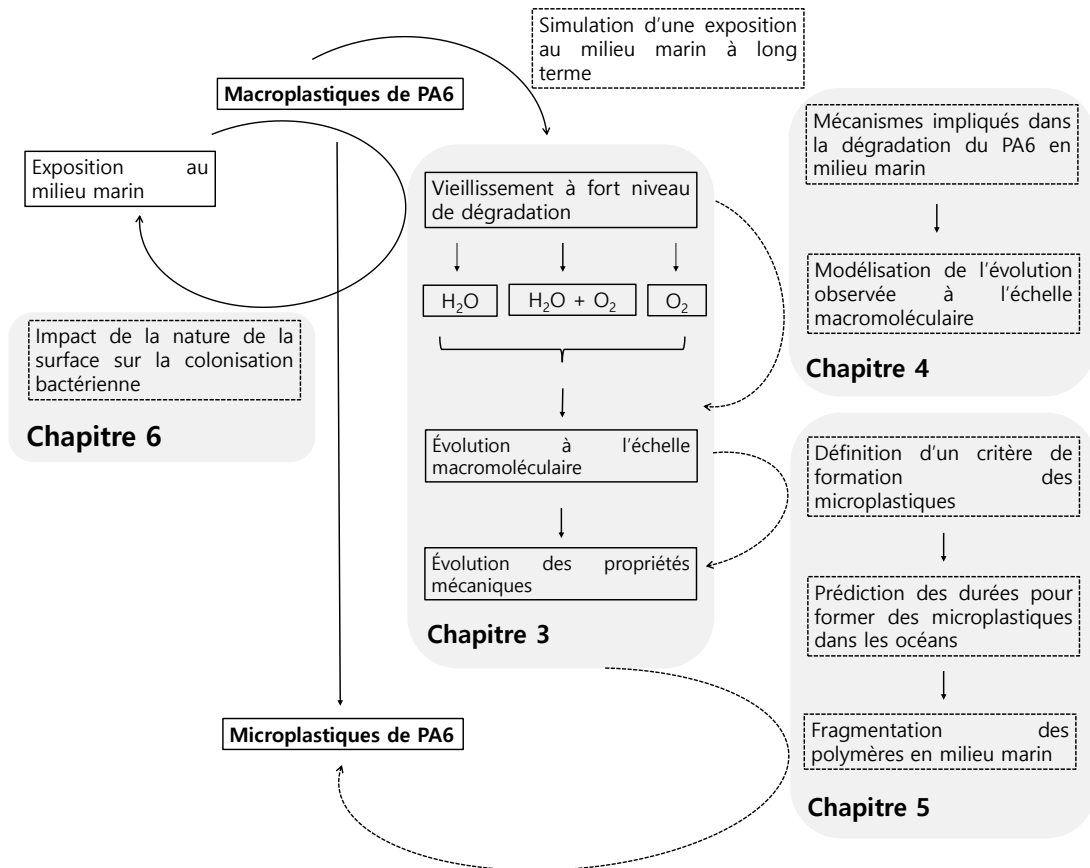 Simulation d'une exposition
au milieu marin à long
terme
Macroplastiques de PA6
Exposition au
milieu marin
Impact de la nature de la
surface sur la colonisation
bactérienne
Chapitre 6
Vieillissement à fort niveau
de dégradation
H₂O
H₂O + O₂
O₂
Évolution à l'échelle
macromoléculaire
Évolution des propriétés
mécaniques
Chapitre 3
Microplastiques de PA6
Mécanismes impliqués dans
la dégradation du PA6 en
milieu marin
Modélisation de l'évolution
observée à l'échelle
macromoléculaire
Chapitre 4
Définition d'un critère de
formation des
microplastiques
Prédiction des durées pour
former des microplastiques
dans les océans
Fragmentation des
polymères en milieu marin
Chapitre 5